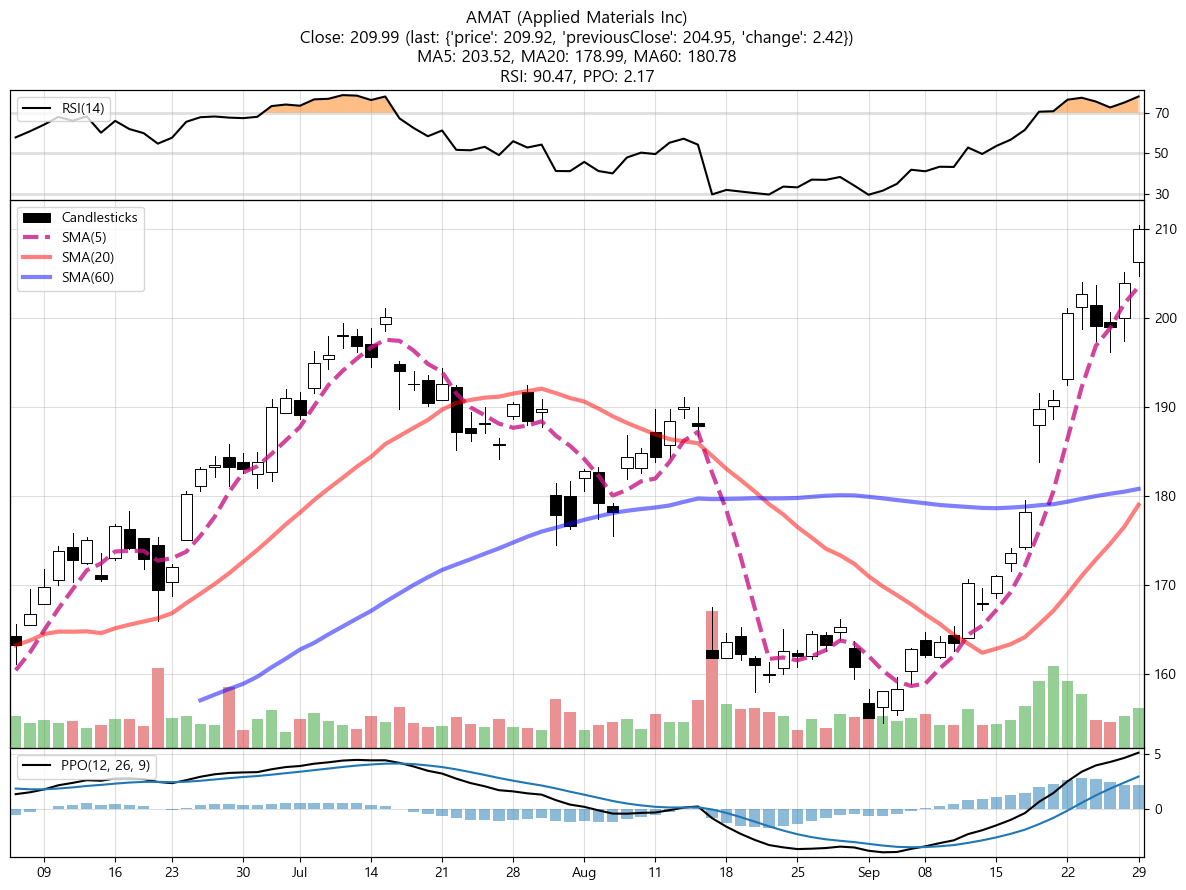 AMAT (Applied Materials Inc)
Close: 209.99 (last: {'price': 209.92, 'previousClose': 204.95, 'change': 2.42})
MA5: 203.52, MA20: 178.99, MA60: 180.78
RSI: 90.47, PPO: 2.17
RSI(14)
70
50
30
Candlesticks
SMA(5)
SMA(20)
SMA(60)
210
200
190
180
170
160
PPO(12, 26, 9)
5
0
09 16 23 30 Jul 14 21 28 Aug 11 18 25 Sep 08 15 22 29